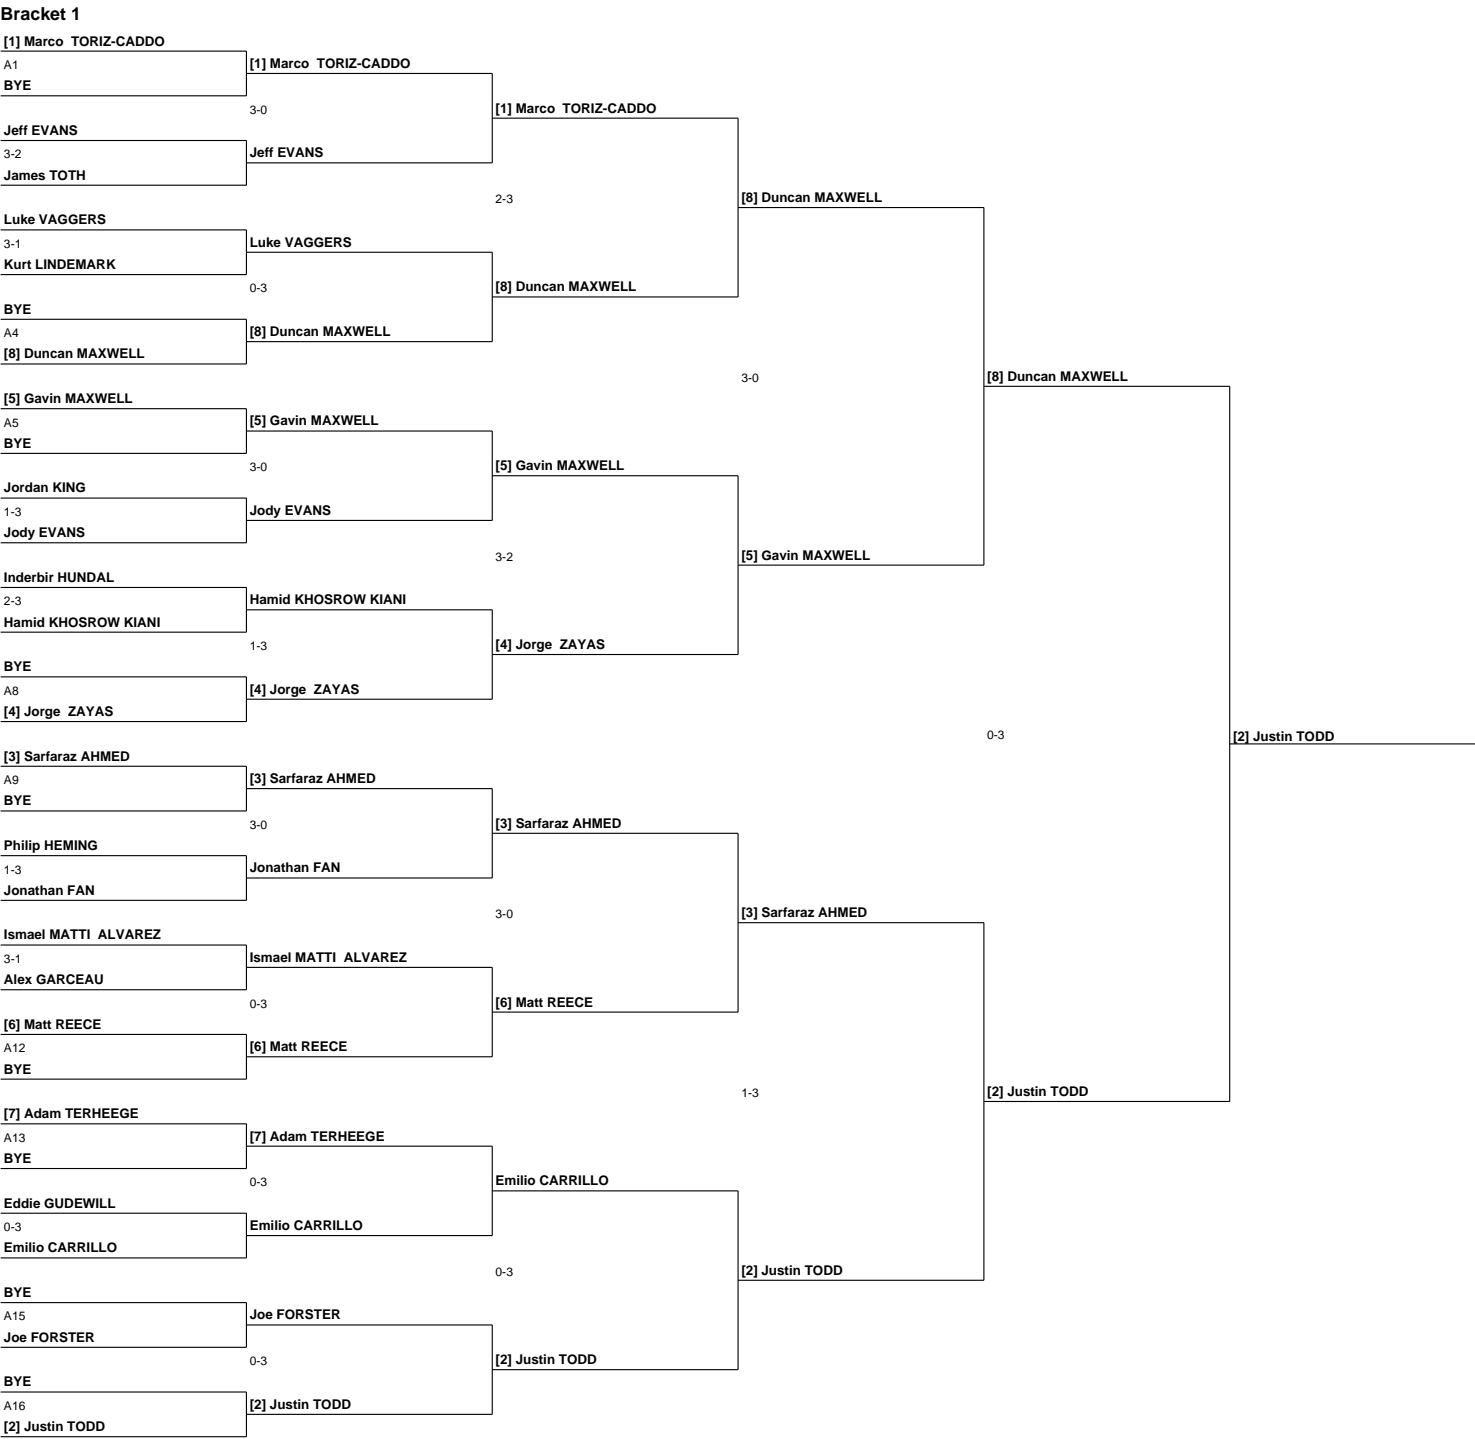 Bracket 1
[1] Marco  TORIZ-CADDO
A1
BYE
Jeff EVANS
3-2
James TOTH
Luke VAGGERS
3-1
Kurt LINDEMARK
BYE
A4
[8] Duncan MAXWELL
[5] Gavin MAXWELL
A5
BYE
Jordan KING
1-3
Jody EVANS
Inderbir HUNDAL
2-3
Hamid KHOSROW KIANI
BYE
A8
[4] Jorge  ZAYAS
[3] Sarfaraz AHMED
A9
BYE
Philip HEMING
1-3
Jonathan FAN
Ismael MATTI  ALVAREZ
3-1
Alex GARCEAU
[6] Matt REECE
A12
BYE
[7] Adam TERHEEGE
A13
BYE
Eddie GUDEWILL
0-3
Emilio CARRILLO
BYE
A15
Joe FORSTER
BYE
A16
[2] Justin TODD
[1] Marco  TORIZ-CADDO
3-0
Jeff EVANS
Luke VAGGERS
0-3
[8] Duncan MAXWELL
[5] Gavin MAXWELL
3-0
Jody EVANS
Hamid KHOSROW KIANI
1-3
[4] Jorge  ZAYAS
[3] Sarfaraz AHMED
3-0
Jonathan FAN
Ismael MATTI  ALVAREZ
0-3
[6] Matt REECE
[7] Adam TERHEEGE
0-3
Emilio CARRILLO
Joe FORSTER
0-3
[2] Justin TODD
[1] Marco  TORIZ-CADDO
2-3
[8] Duncan MAXWELL
[5] Gavin MAXWELL
3-2
[4] Jorge  ZAYAS
[3] Sarfaraz AHMED
3-0
[6] Matt REECE
Emilio CARRILLO
0-3
[2] Justin TODD
[8] Duncan MAXWELL
3-0
[5] Gavin MAXWELL
[3] Sarfaraz AHMED
1-3
[2] Justin TODD
[8] Duncan MAXWELL
0-3
[2] Justin TODD
[2] Justin TODD